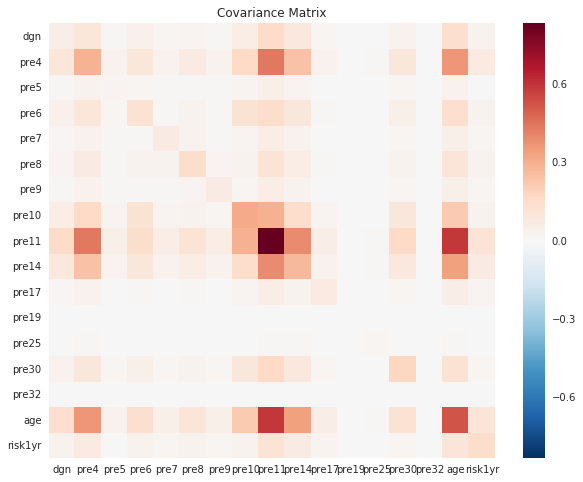 Covariance Matrix
dgn
pre4
pre5
pre6
pre7
pre8
pre9
pre10
pre11
pre14
pre17
pre19
pre25
pre30
pre32
age
risk1yr
dgn pre4 pre5 pre6 pre7 pre8 pre9 pre10 pre11 pre14 pre17 pre19 pre25 pre30 pre32 age risk1yr
0.6
0.3
0.0
−0.3
−0.6